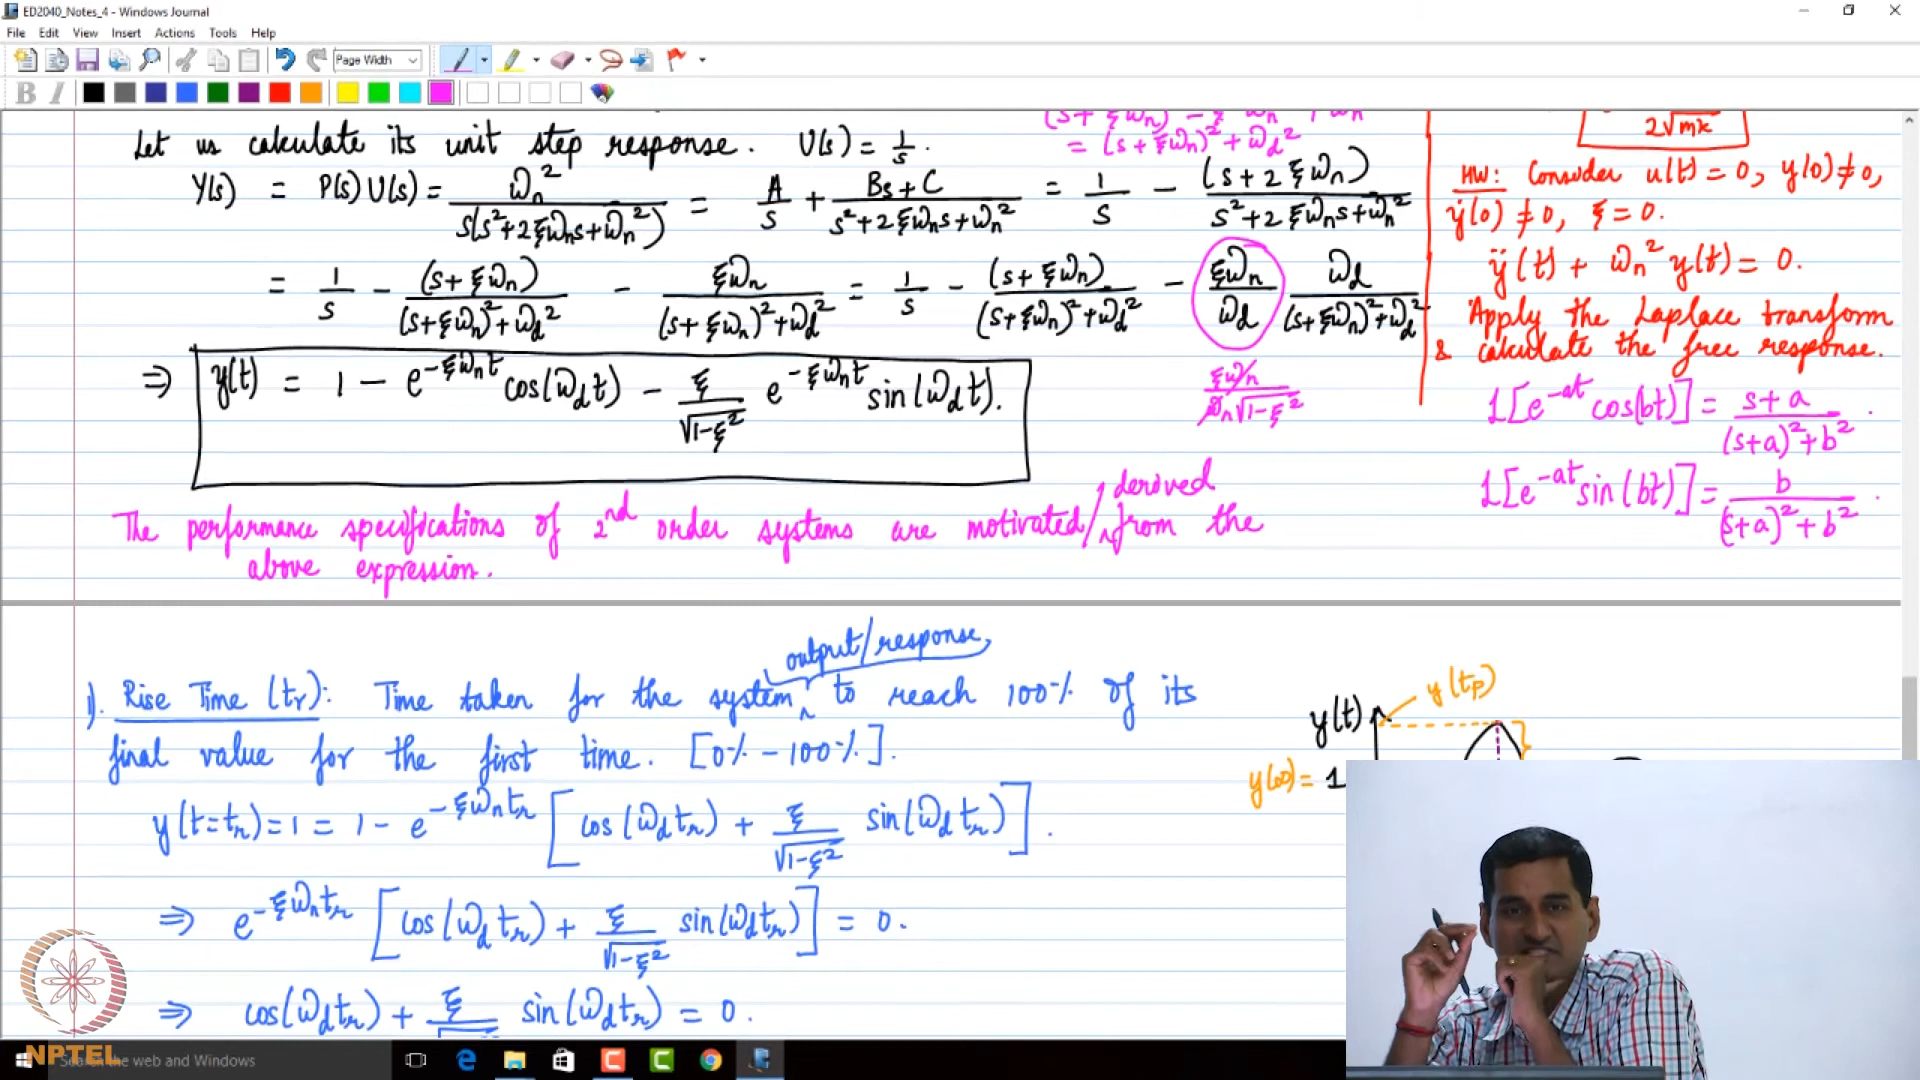 ED2040_Notes_4 - Windows Journal
File Edit View Insert Actions Tools Help
Page Width
B I
Let us calculate its unit step response. U(s) = 1/s.
= (s+ξωn)² + ωd²
Y(s) = P(s) U(s) = ωn² / s(s²+2ξωns+ωn²) = A/s + (Bs+C)/(s²+2ξωns+ωn²) = 1/s − (s+2ξωn)/(s²+2ξωns+ωn²)
= 1/s − (s+ξωn)/((s+ξωn)²+ωd²) − ξωn/((s+ξωn)²+ωd²) = 1/s − (s+ξωn)/((s+ξωn)²+ωd²) − ξωn/ωd ωd/((s+ξωn)²+ωd²)
⇒ y(t) = 1 − e^(−ξωnt) cos(ωdt) − ξ/√(1−ξ²) e^(−ξωnt) sin(ωdt).
ξωn/(ωn√(1−ξ²))
The performance specifications of 2nd order systems are motivated/derived from the
above expression.
2√mk
HW: Consider u(t) = 0, y(0) ≠ 0,
ẏ(0) ≠ 0, ξ = 0.
ÿ(t) + ωn² y(t) = 0.
Apply the Laplace transform
& calculate the free response.
L[e^(−at) cos(bt)] = (s+a)/((s+a)²+b²).
L[e^(−at) sin(bt)] = b/((s+a)²+b²).
output/response,
1). Rise Time (tr): Time taken for the system to reach 100% of its
final value for the first time. [0% − 100%].
y(t=tr) = 1 = 1 − e^(−ξωntr) [cos(ωdtr) + ξ/√(1−ξ²) sin(ωdtr)].
⇒ e^(−ξωntr) [cos(ωdtr) + ξ/√(1−ξ²) sin(ωdtr)] = 0.
⇒ cos(ωdtr) + ξ/√(1−ξ²) sin(ωdtr) = 0.
y(tp)
y(t)
y(∞) = 1
NPTEL
the web and Windows